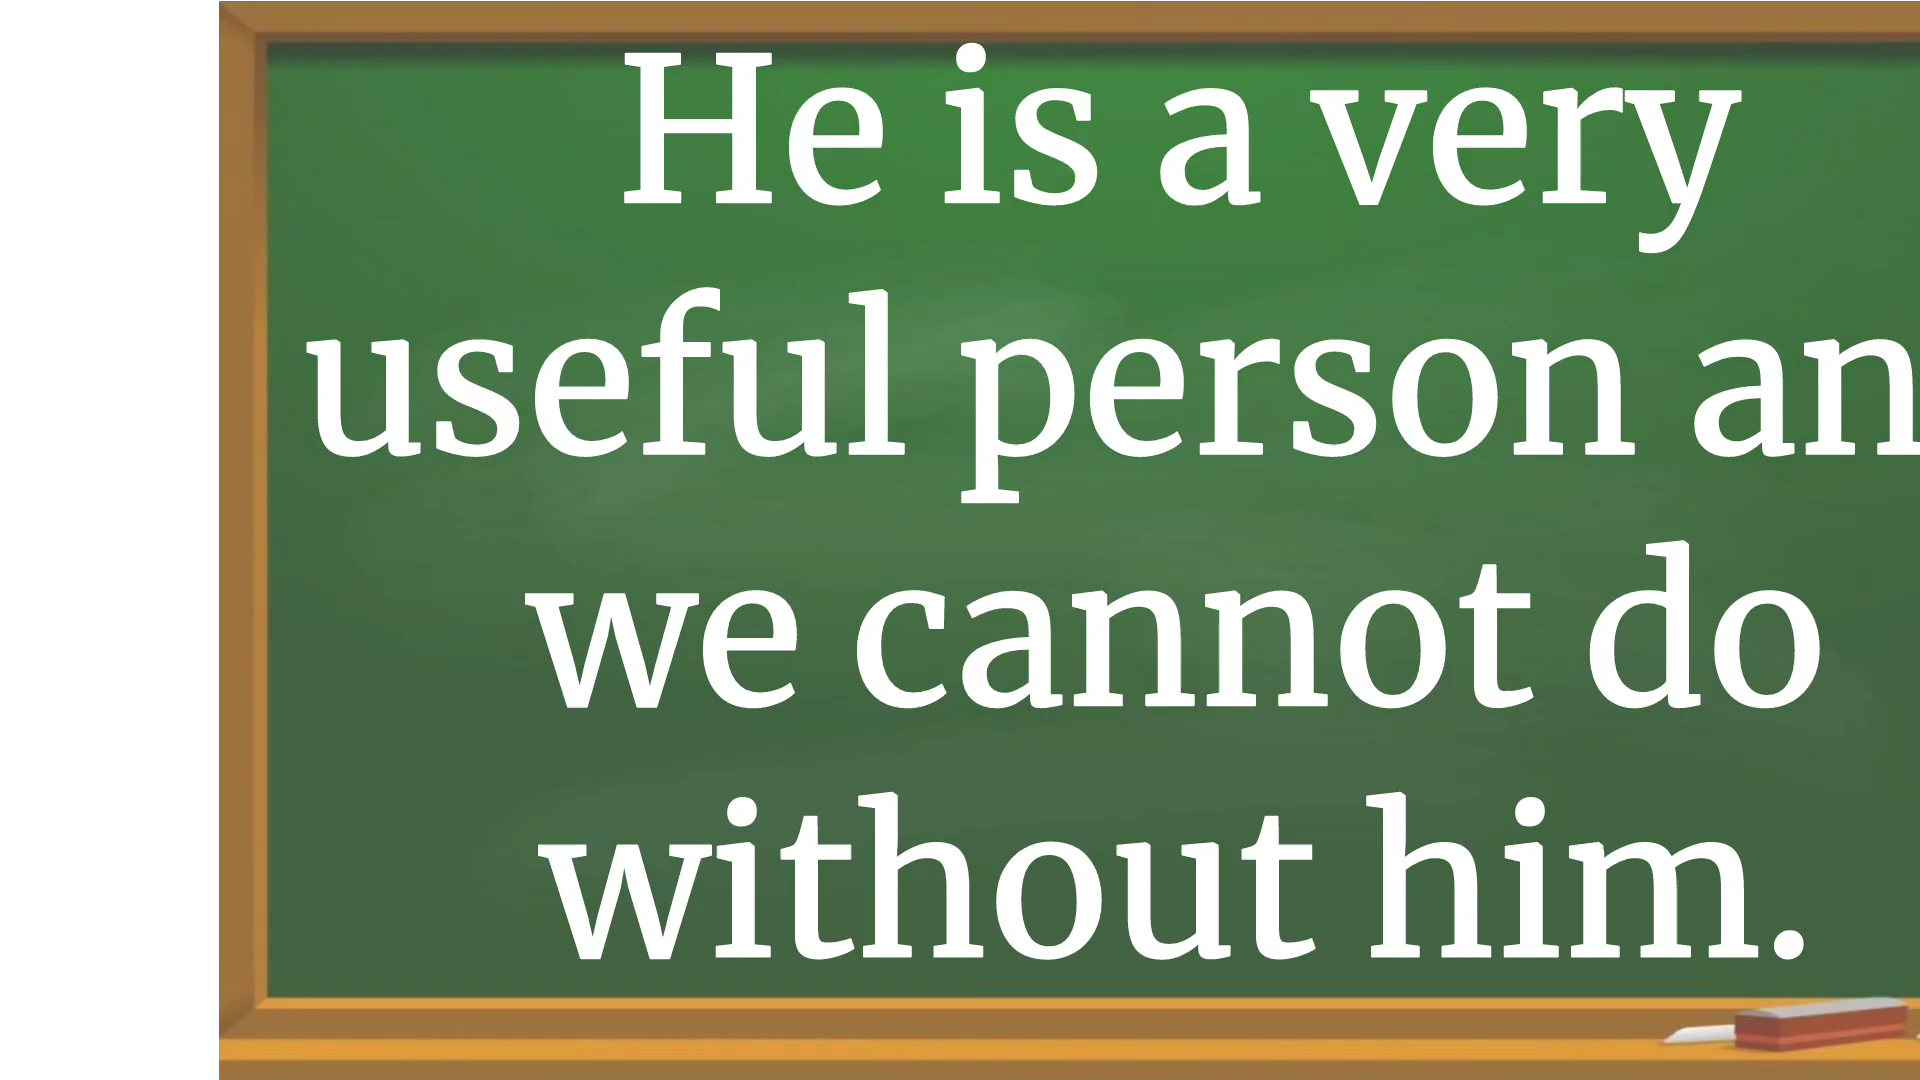 He is a very
useful person an
we cannot do
without him.